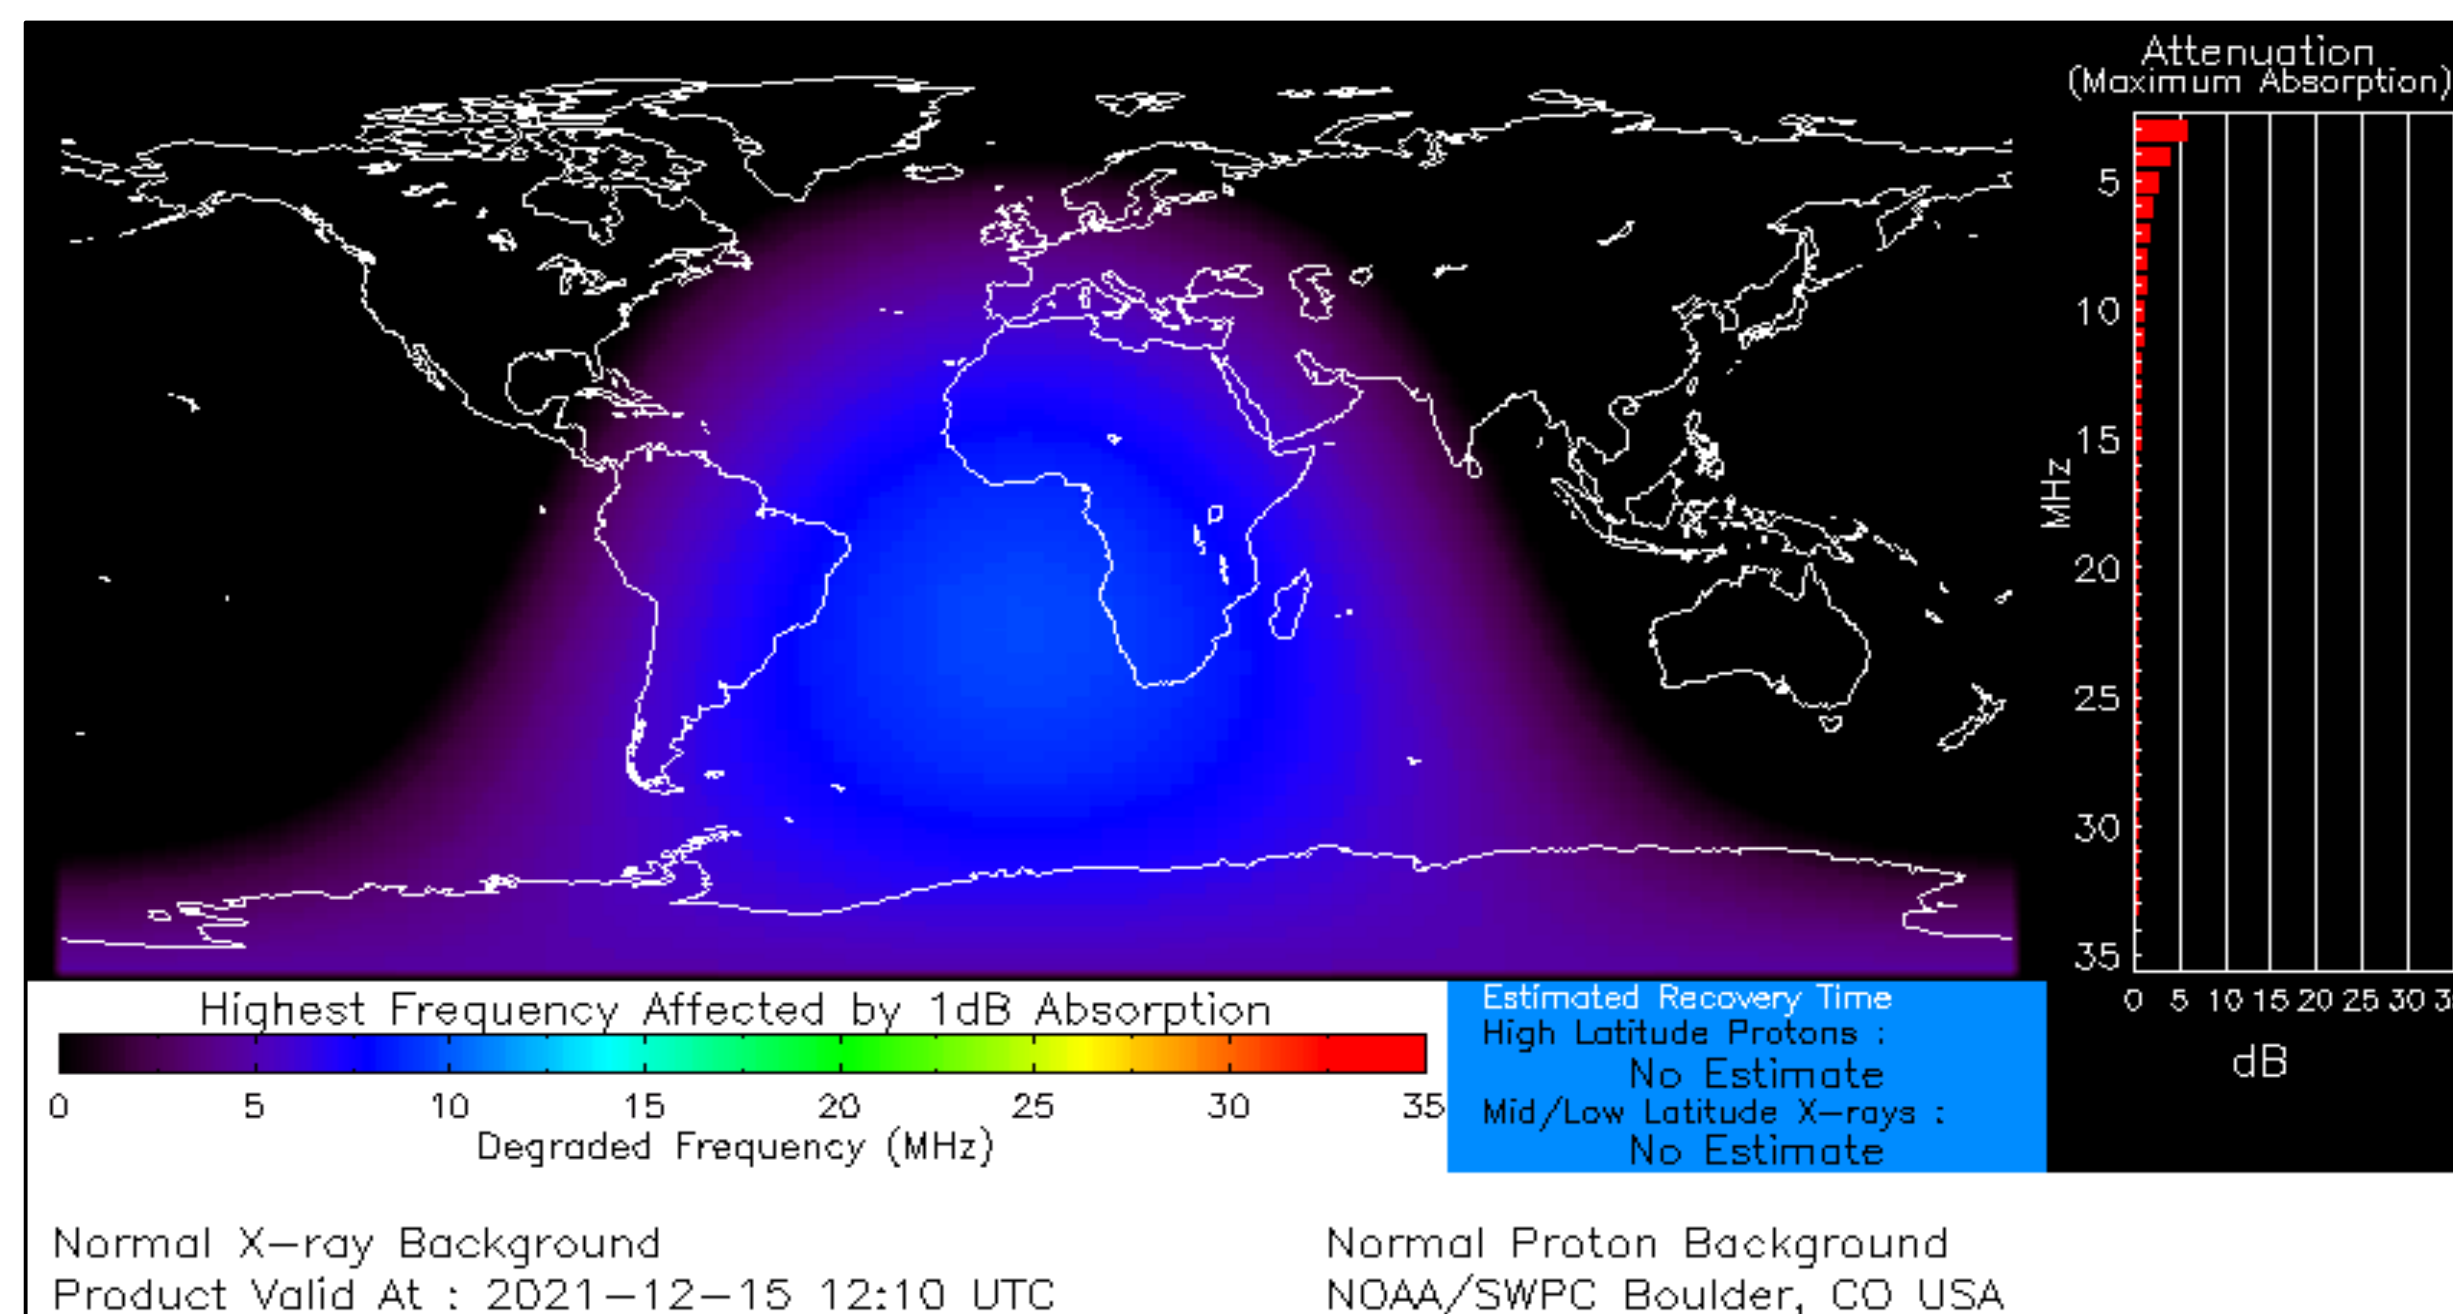 Attenuation
(Maximum Absorption)
5
10
15
20
25
30
35
MHz
0 5 10 15 20 25 30
dB
Highest Frequency Affected by 1dB Absorption
0 5 10 15 20 25 30 35
Degraded Frequency (MHz)
Estimated Recovery Time
High Latitude Protons :
No Estimate
Mid/Low Latitude X-rays :
No Estimate
Normal X-ray Background
Normal Proton Background
Product Valid At : 2021-12-15 12:10 UTC
NOAA/SWPC Boulder, CO USA